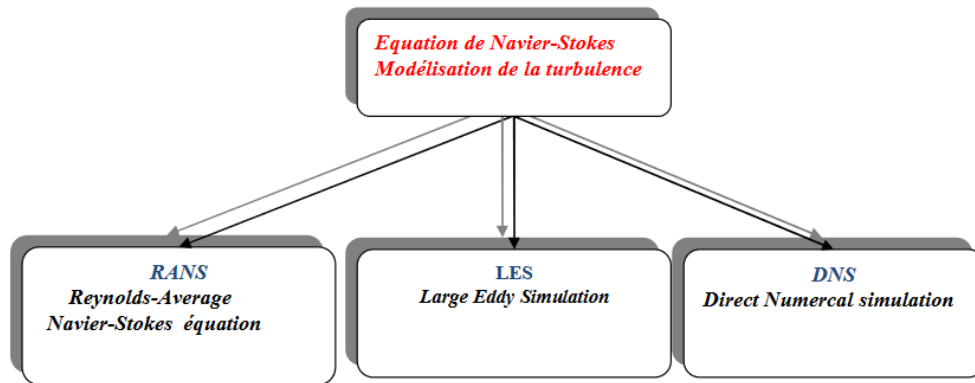 Equation de Navier-Stokes
Modélisation de la turbulence
RANS
Reynolds-Average
Navier-Stokes équation
LES
Large Eddy Simulation
DNS
Direct Numercal simulation